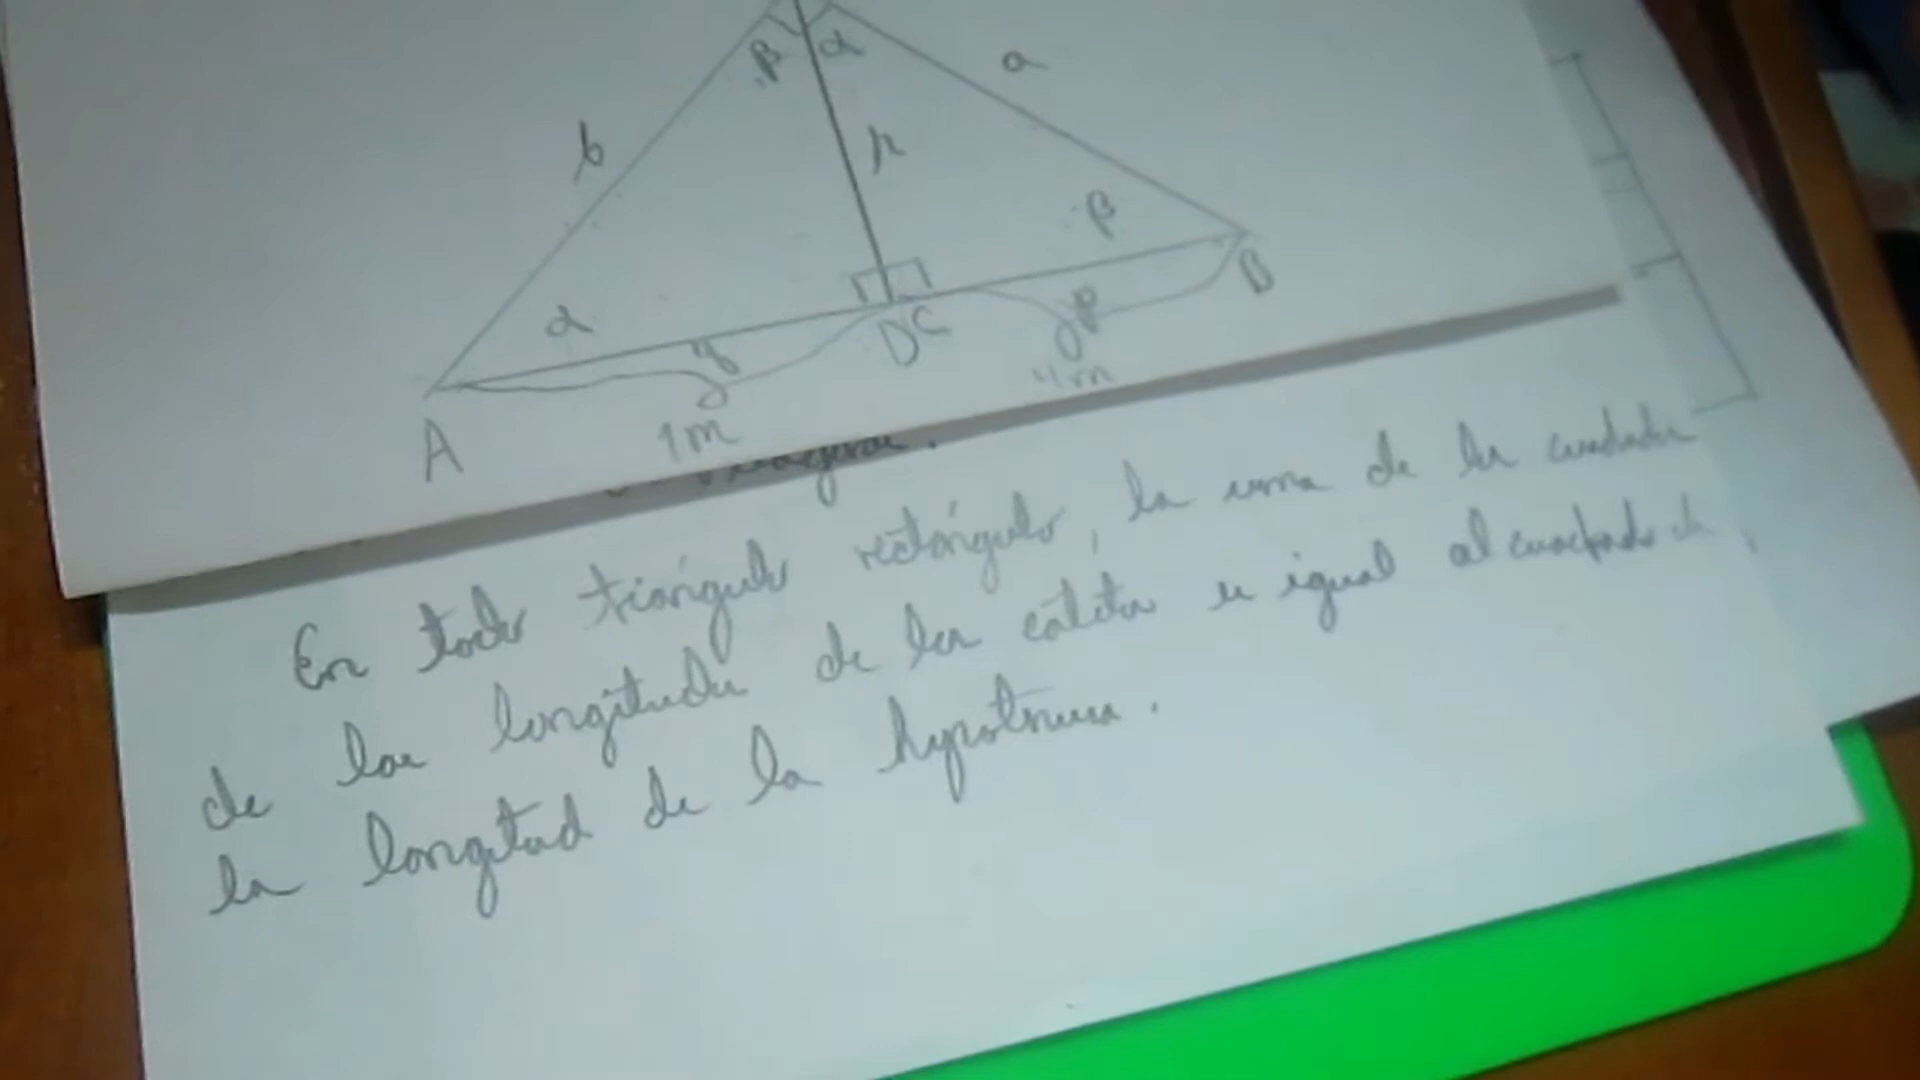 β α a
b h
β
α D C p B
q
4m
A 1m
En todo triángulo rectángulo, la suma de los cuadrados
de las longitudes de los catetos es igual al cuadrado de
la longitud de la hypotenusa.